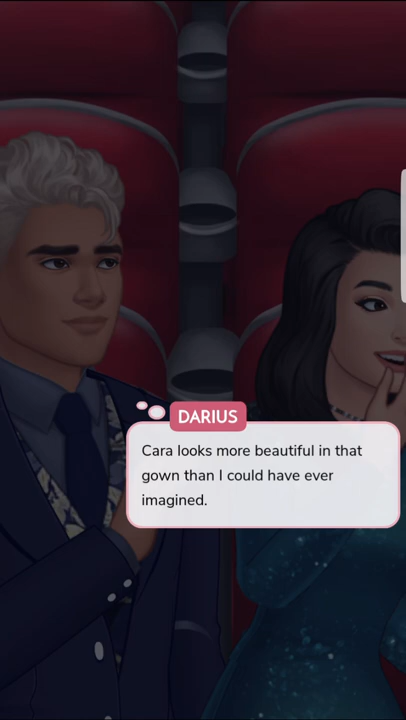 DARIUS
Cara looks more beautiful in that
gown than I could have ever
imagined.